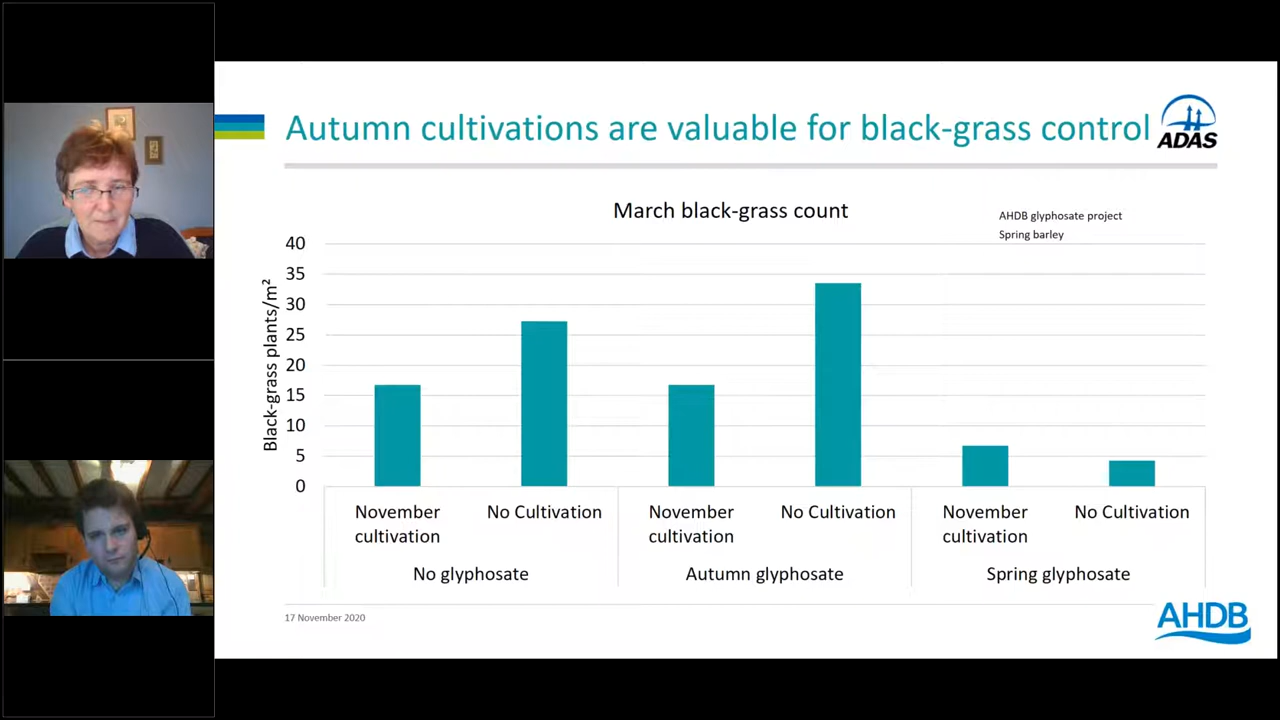 Autumn cultivations are valuable for black-grass control
ADAS
March black-grass count
AHDB glyphosate project
Spring barley
Black-grass plants/m²
40
35
30
25
20
15
10
5
0
November cultivation
No Cultivation
November cultivation
No Cultivation
November cultivation
No Cultivation
No glyphosate
Autumn glyphosate
Spring glyphosate
17 November 2020
AHDB